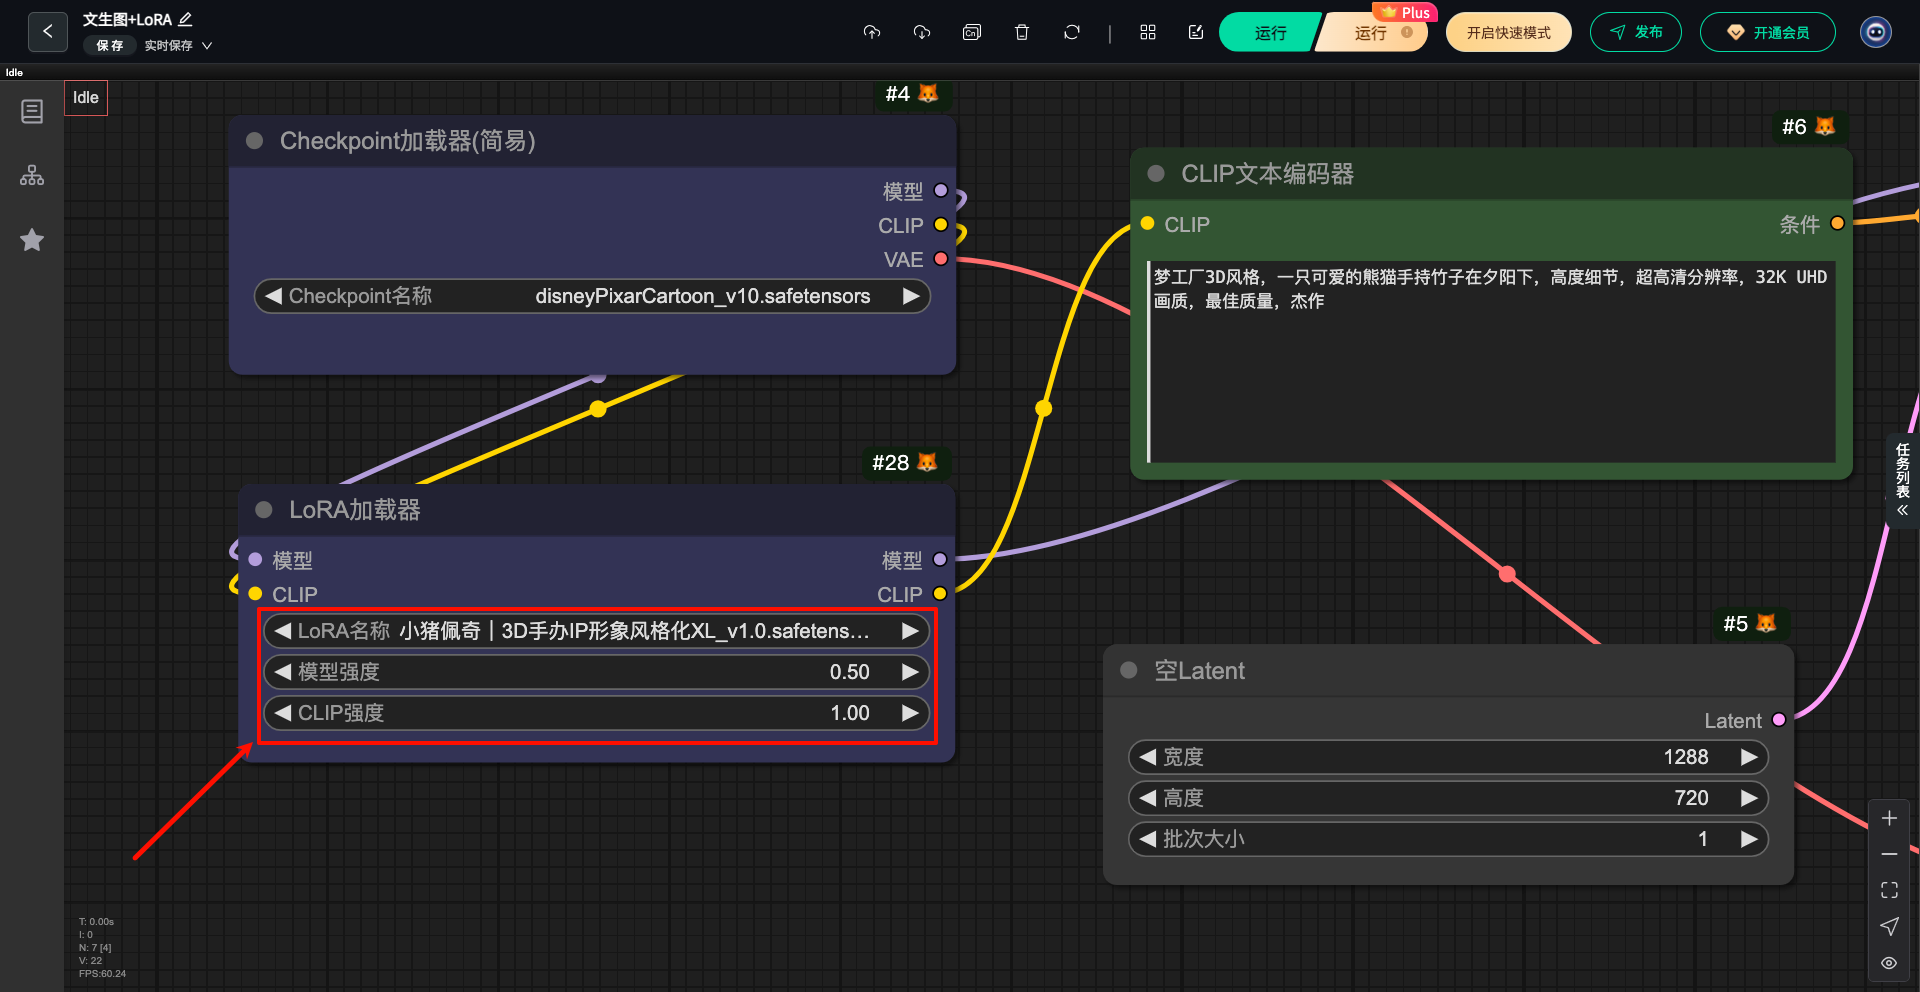 文生图+LoRA
保存 实时保存
运行
运行
Plus
开启快速模式
发布
开通会员
Idle
Idle
#4
Checkpoint加载器(简易)
模型
CLIP
VAE
Checkpoint名称 disneyPixarCartoon_v10.safetensors
#6
CLIP文本编码器
CLIP
条件
梦工厂3D风格，一只可爱的熊猫手持竹子在夕阳下，高度细节，超高清分辨率，32K UHD
画质，最佳质量，杰作
#28
LoRA加载器
模型 模型
CLIP CLIP
LoRA名称 小猪佩奇｜3D手办IP形象风格化XL_v1.0.safetens...
模型强度 0.50
CLIP强度 1.00
任务列表
#5
空Latent
Latent
宽度 1288
高度 720
批次大小 1
T: 0.00s
I: 0
N: 7 [4]
V: 22
FPS:60.24